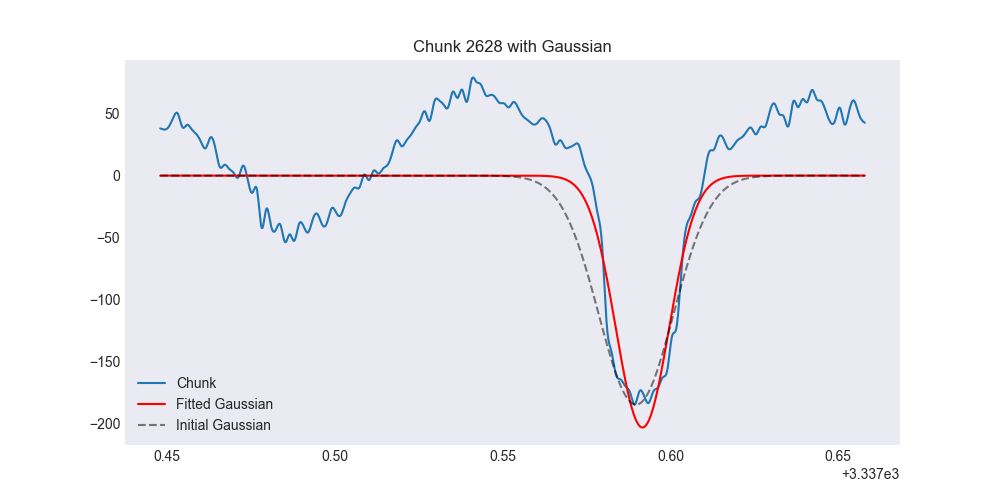 Chunk 2628 with Gaussian
50
0
−50
−100
−150
−200
Chunk
Fitted Gaussian
Initial Gaussian
0.45 0.50 0.55 0.60 0.65
+3.337e3